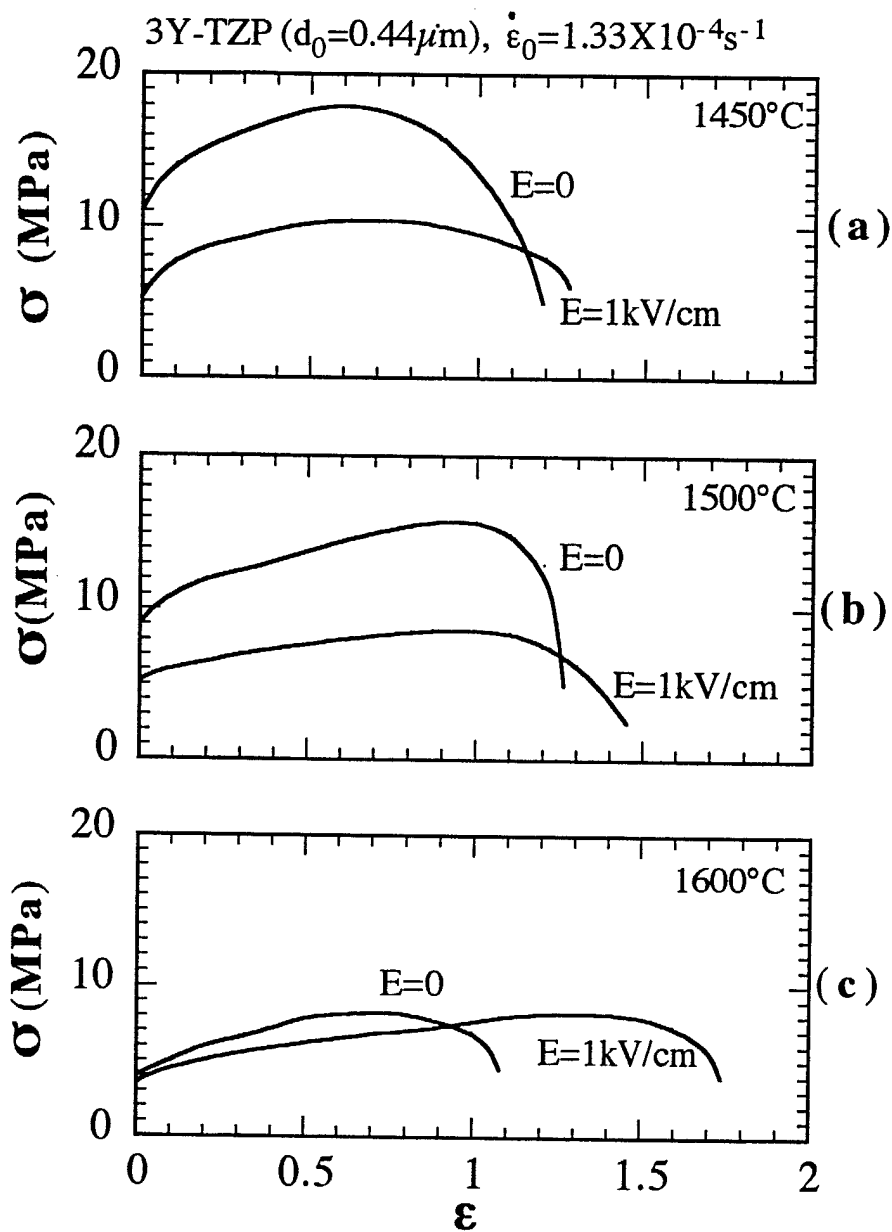 3Y-TZP (d₀=0.44μm), ε̇₀=1.33X10⁻⁴s⁻¹
20
1450°C
E=0
σ (MPa)
10
(a)
E=1kV/cm
0
20
1500°C
E=0
σ(MPa)
10
(b)
E=1kV/cm
0
20
1600°C
E=0
σ (MPa)
10
(c)
E=1kV/cm
0
0 0.5 1 1.5 2
ε